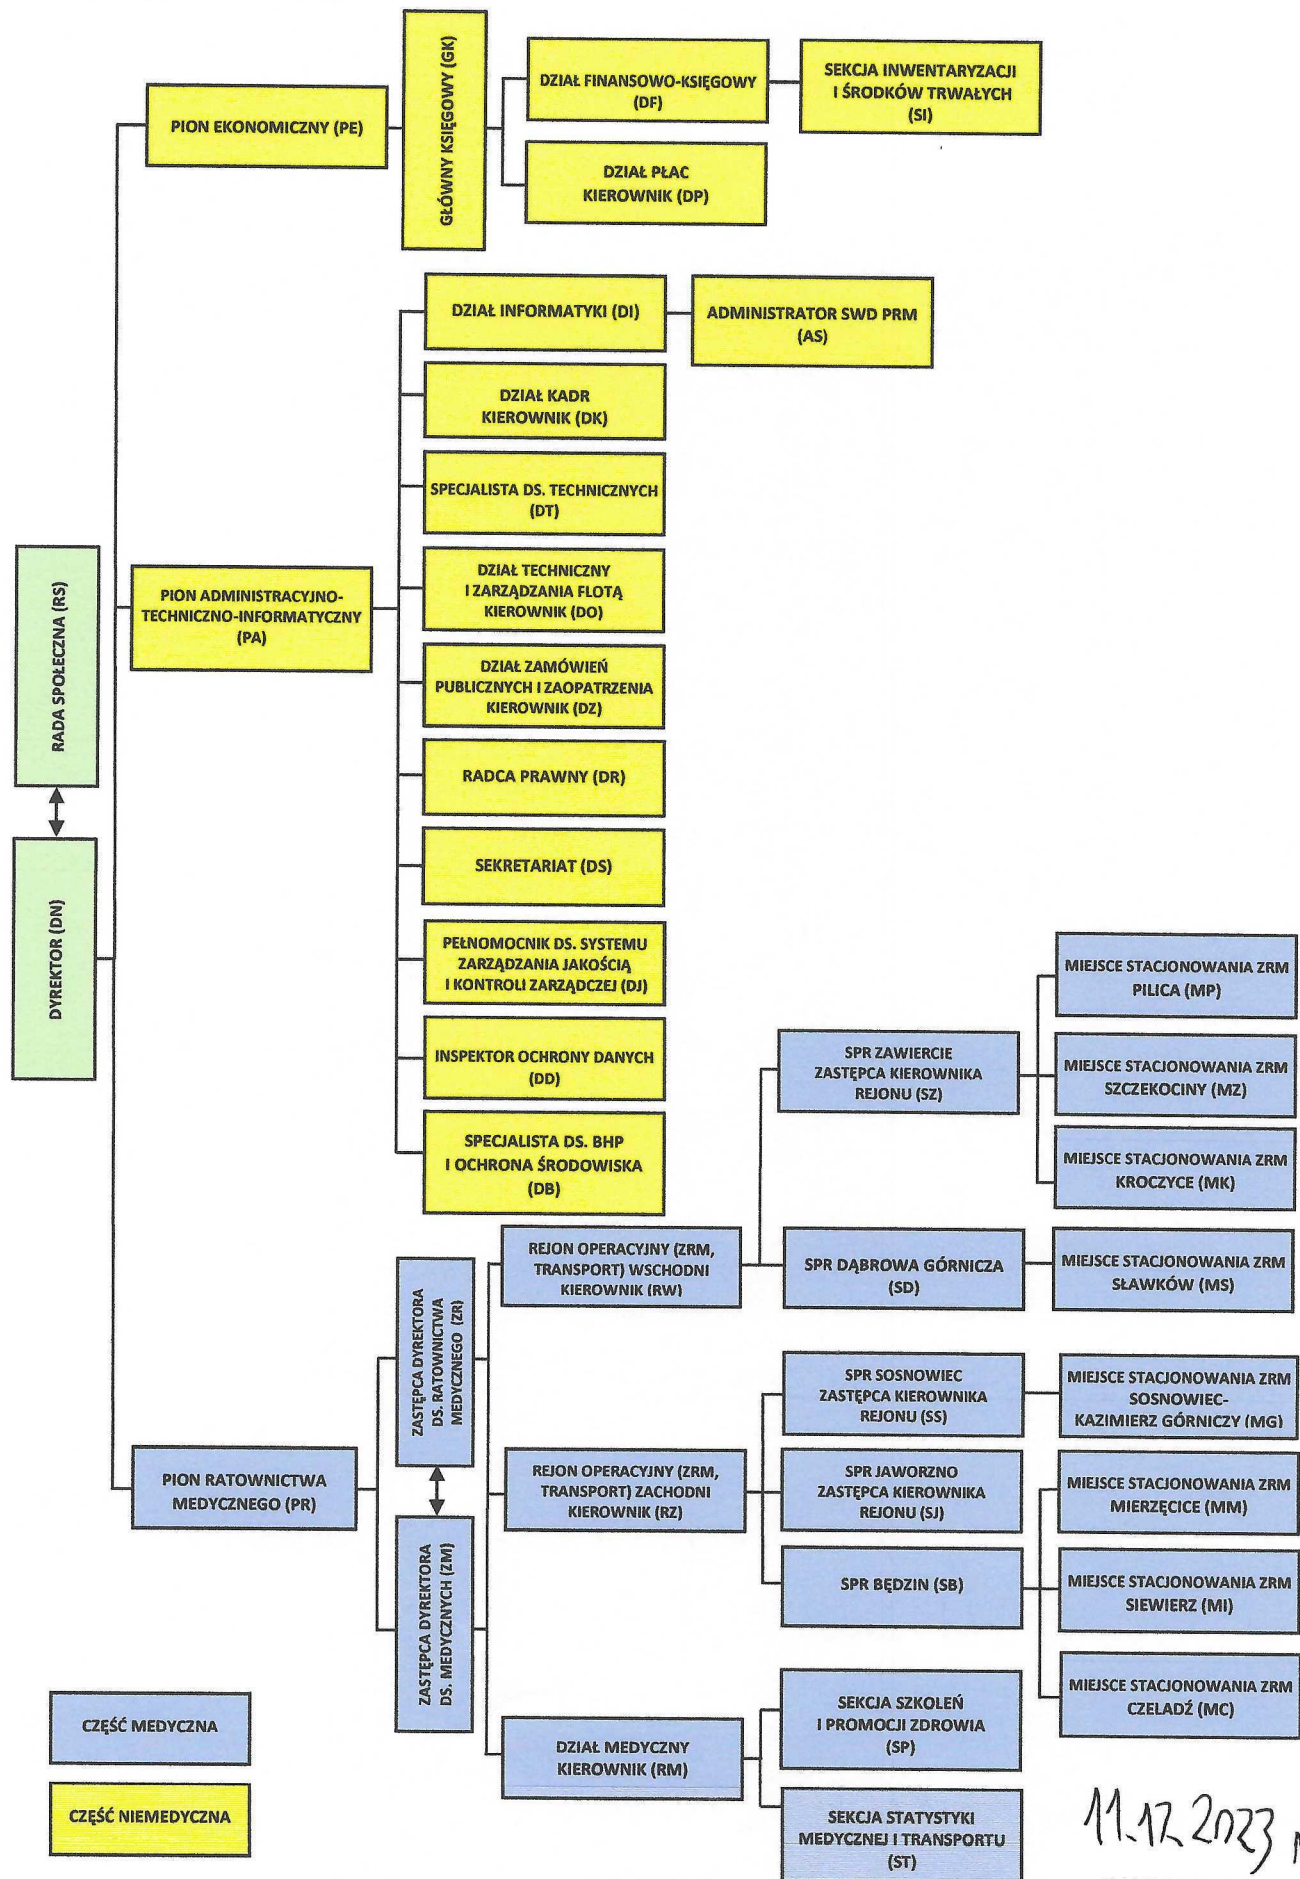 RADA SPOŁECZNA (RS)
DYREKTOR (DN)
PION EKONOMICZNY (PE)
GŁÓWNY KSIĘGOWY (GK)
DZIAŁ FINANSOWO-KSIĘGOWY
(DF)
SEKCJA INWENTARYZACJI
I ŚRODKÓW TRWAŁYCH
(SI)
DZIAŁ PŁAC
KIEROWNIK (DP)
PION ADMINISTRACYJNO-
TECHNICZNO-INFORMATYCZNY
(PA)
DZIAŁ INFORMATYKI (DI)
ADMINISTRATOR SWD PRM
(AS)
DZIAŁ KADR
KIEROWNIK (DK)
SPECJALISTA DS. TECHNICZNYCH
(DT)
DZIAŁ TECHNICZNY
I ZARZĄDZANIA FLOTĄ
KIEROWNIK (DO)
DZIAŁ ZAMÓWIEŃ
PUBLICZNYCH I ZAOPATRZENIA
KIEROWNIK (DZ)
RADCA PRAWNY (DR)
SEKRETARIAT (DS)
PEŁNOMOCNIK DS. SYSTEMU
ZARZĄDZANIA JAKOŚCIĄ
I KONTROLI ZARZĄDCZEJ (DJ)
INSPEKTOR OCHRONY DANYCH
(DD)
SPECJALISTA DS. BHP
I OCHRONA ŚRODOWISKA
(DB)
PION RATOWNICTWA
MEDYCZNEGO (PR)
ZASTĘPCA DYREKTORA
DS. RATOWNICTWA
MEDYCZNEGO (ZR)
ZASTĘPCA DYREKTORA
DS. MEDYCZNYCH (ZM)
REJON OPERACYJNY (ZRM,
TRANSPORT) WSCHODNI
KIEROWNIK (RW)
SPR ZAWIERCIE
ZASTĘPCA KIEROWNIKA
REJONU (SZ)
MIEJSCE STACJONOWANIA ZRM
PILICA (MP)
MIEJSCE STACJONOWANIA ZRM
SZCZEKOCINY (MZ)
MIEJSCE STACJONOWANIA ZRM
KROCZYCE (MK)
SPR DĄBROWA GÓRNICZA
(SD)
MIEJSCE STACJONOWANIA ZRM
SŁAWKÓW (MS)
REJON OPERACYJNY (ZRM,
TRANSPORT) ZACHODNI
KIEROWNIK (RZ)
SPR SOSNOWIEC
ZASTĘPCA KIEROWNIKA
REJONU (SS)
MIEJSCE STACJONOWANIA ZRM
SOSNOWIEC-
KAZIMIERZ GÓRNICZY (MG)
SPR JAWORZNO
ZASTĘPCA KIEROWNIKA
REJONU (SJ)
SPR BĘDZIN (SB)
MIEJSCE STACJONOWANIA ZRM
MIERZĘCICE (MM)
MIEJSCE STACJONOWANIA ZRM
SIEWIERZ (MI)
MIEJSCE STACJONOWANIA ZRM
CZELADŹ (MC)
DZIAŁ MEDYCZNY
KIEROWNIK (RM)
SEKCJA SZKOLEŃ
I PROMOCJI ZDROWIA
(SP)
SEKCJA STATYSTYKI
MEDYCZNEJ I TRANSPORTU
(ST)
CZĘŚĆ MEDYCZNA
CZĘŚĆ NIEMEDYCZNA
11.12.2023